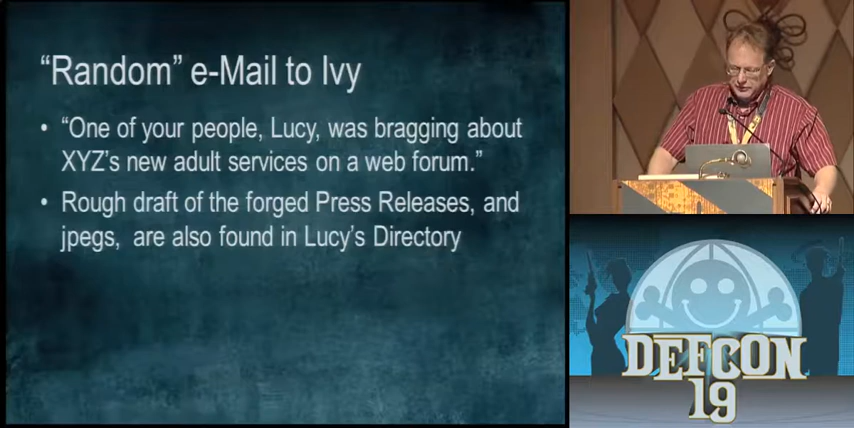 “Random” e-Mail to Ivy
• “One of your people, Lucy, was bragging about
XYZ’s new adult services on a web forum.”
• Rough draft of the forged Press Releases, and
jpegs,  are also found in Lucy’s Directory
DEFCON
19